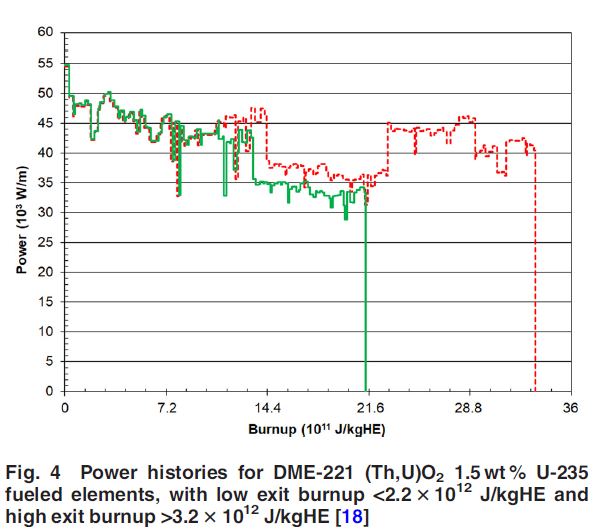 60
55
50
45
40
35
30
25
20
15
10
5
0
Power (10³ W/m)
0 7.2 14.4 21.6 28.8 36
Burnup (10¹¹ J/kgHE)
Fig. 4 Power histories for DME-221 (Th,U)O₂ 1.5 wt % U-235
fueled elements, with low exit burnup <2.2 × 10¹² J/kgHE and
high exit burnup >3.2 × 10¹² J/kgHE [18]